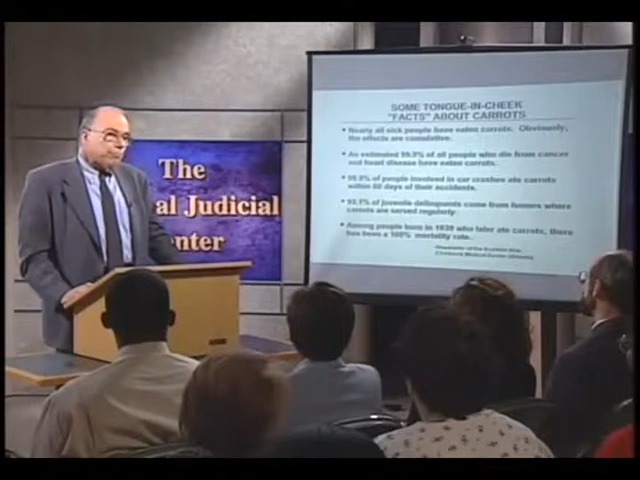 The
al Judicial
nter
SOME TONGUE-IN-CHEEK
"FACTS" ABOUT CARROTS
• Nearly all sick people have eaten carrots. Obviously,
the effects are cumulative.
• An estimated 99.9% of all people who die from cancer
and heart disease have eaten carrots.
• 99.9% of people involved in car crashes ate carrots
within 60 days of their accidents.
• 93.1% of juvenile delinquents come from homes where
carrots are served regularly.
• Among people born in 1839 who later ate carrots, there
has been a 100% mortality rate.